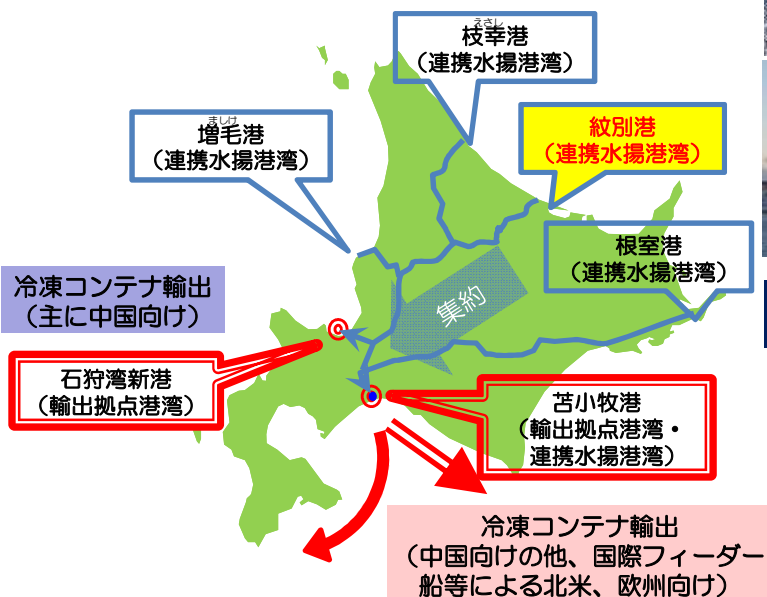 えさし
枝幸港
（連携水揚港湾）
ましけ
増毛港
（連携水揚港湾）
紋別港
（連携水揚港湾）
根室港
（連携水揚港湾）
冷凍コンテナ輸出
（主に中国向け）
集約
石狩湾新港
（輸出拠点港湾）
苫小牧港
（輸出拠点港湾・
連携水揚港湾）
冷凍コンテナ輸出
（中国向けの他、国際フィーダー
船等による北米、欧州向け）